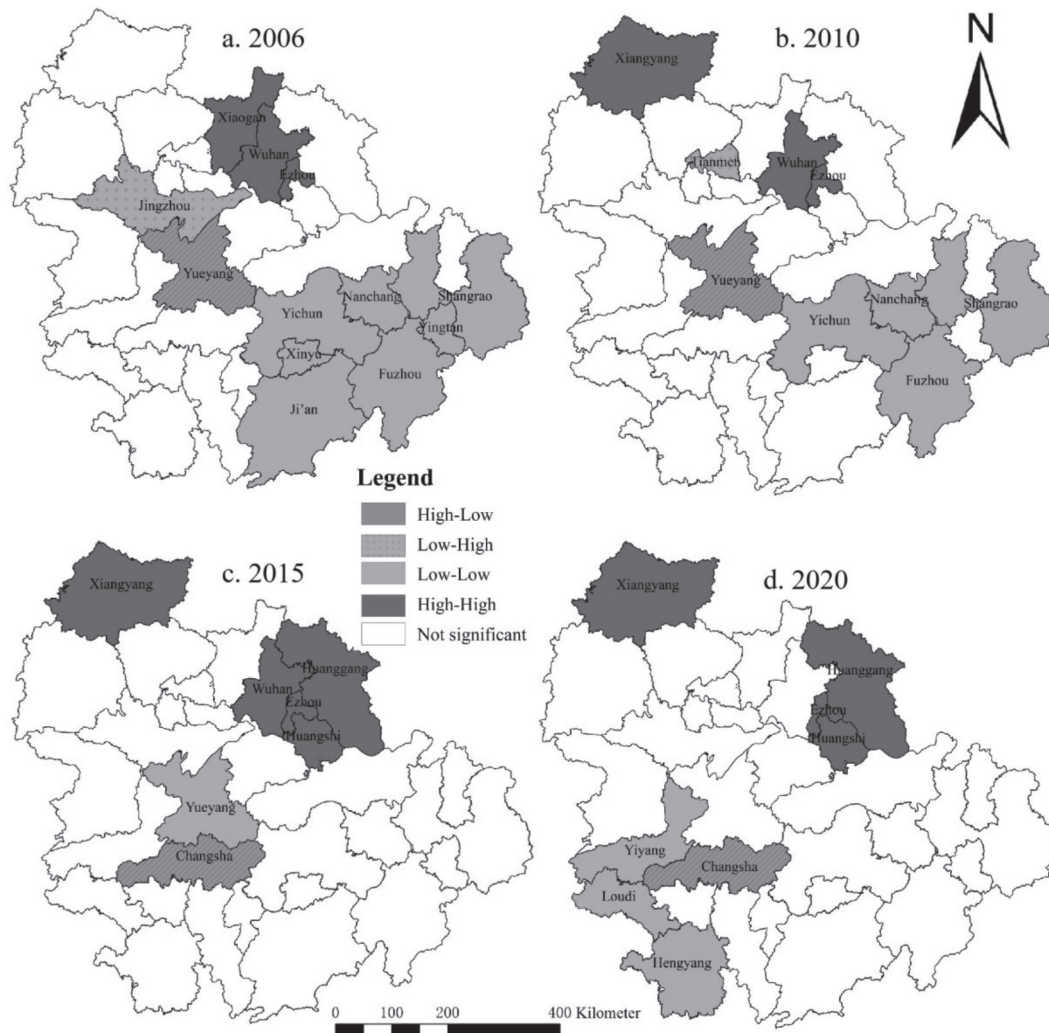 a. 2006
Xiaogan
Wuhan
Ezhou
Jingzhou
Yueyang
Nanchang
Shangrao
Yichun
Yingtan
Xinyu
Fuzhou
Ji'an
b. 2010
N
Xiangyang
Tianmen
Wuhan
Ezhou
Yueyang
Nanchang
Shangrao
Yichun
Fuzhou
Legend
High-Low
Low-High
Low-Low
High-High
Not significant
c. 2015
Xiangyang
Huanggang
Wuhan
Ezhou
Huangshi
Yueyang
Changsha
d. 2020
Xiangyang
Huanggang
Ezhou
Huangshi
Yiyang
Changsha
Loudi
Hengyang
0 50 100 200 400 Kilometer